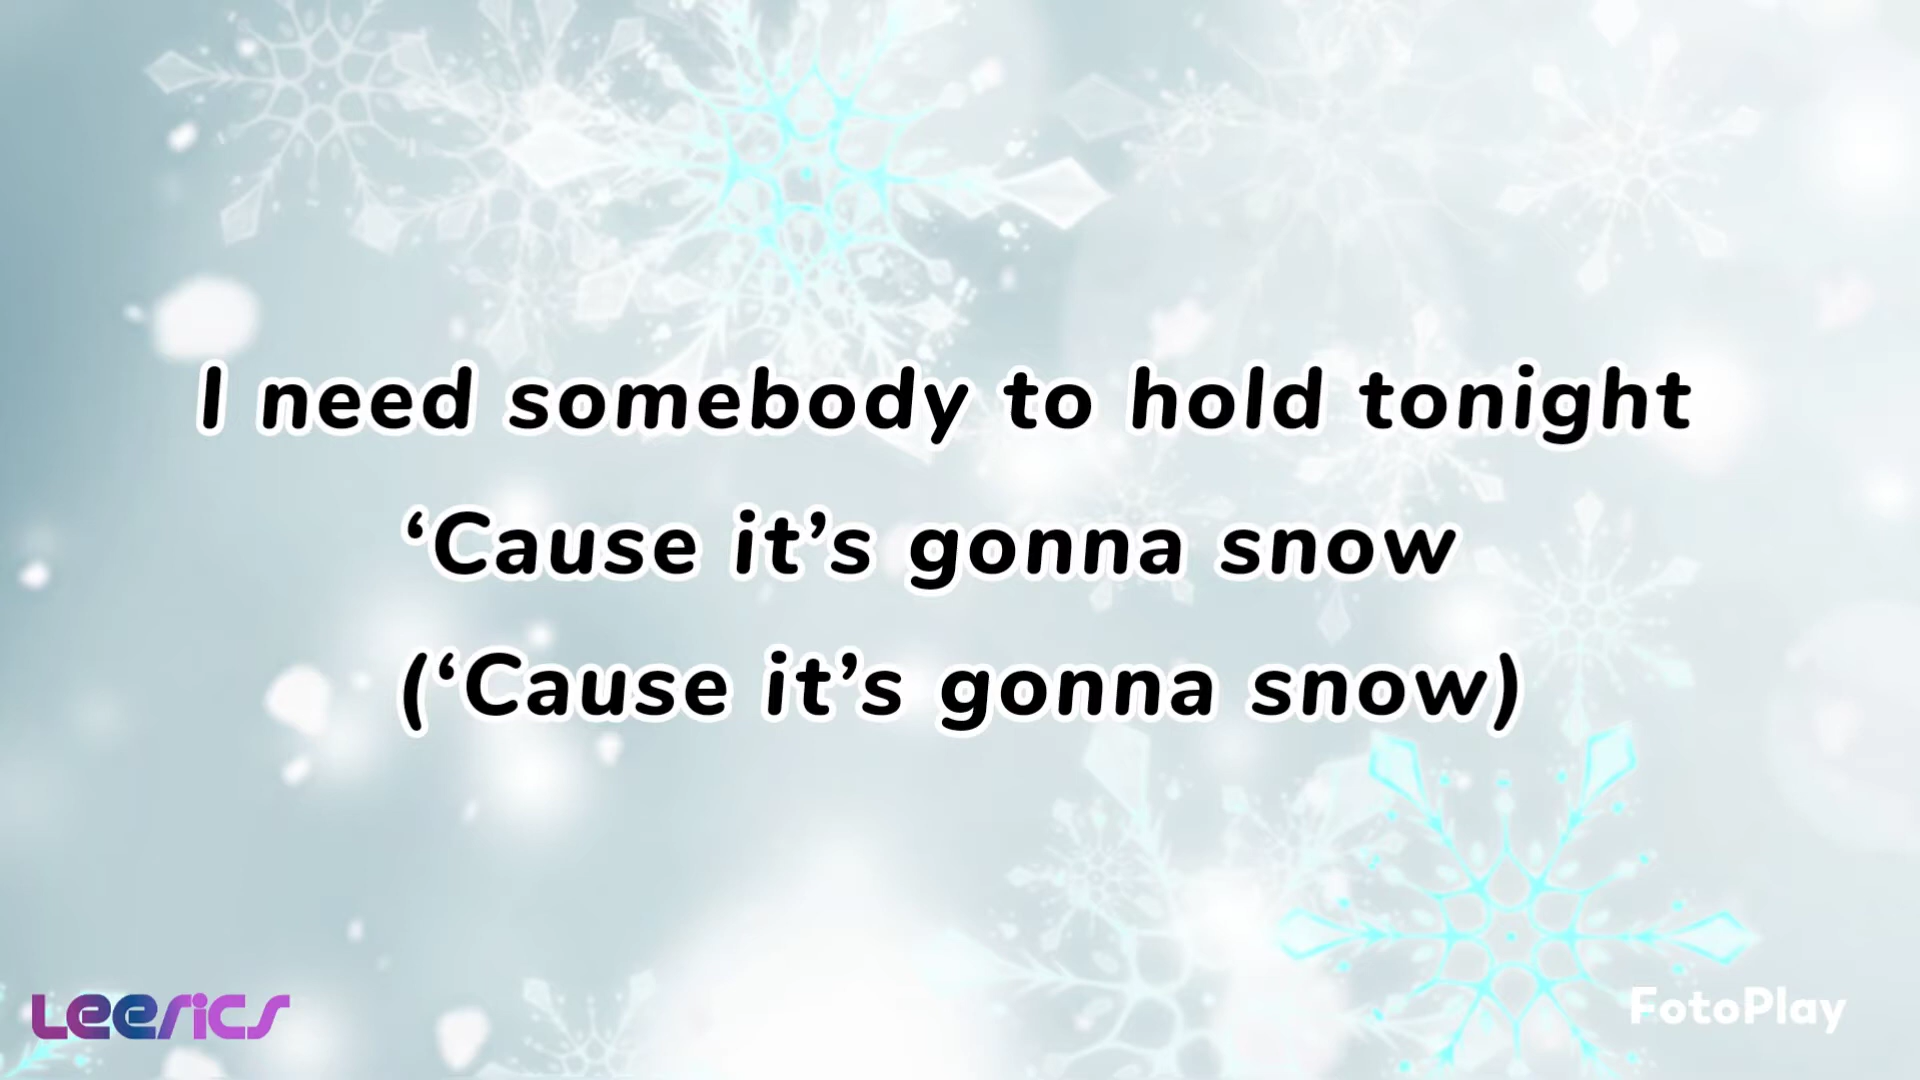 I need somebody to hold tonight
‘Cause it’s gonna snow
(‘Cause it’s gonna snow)
Leerics
FotoPlay